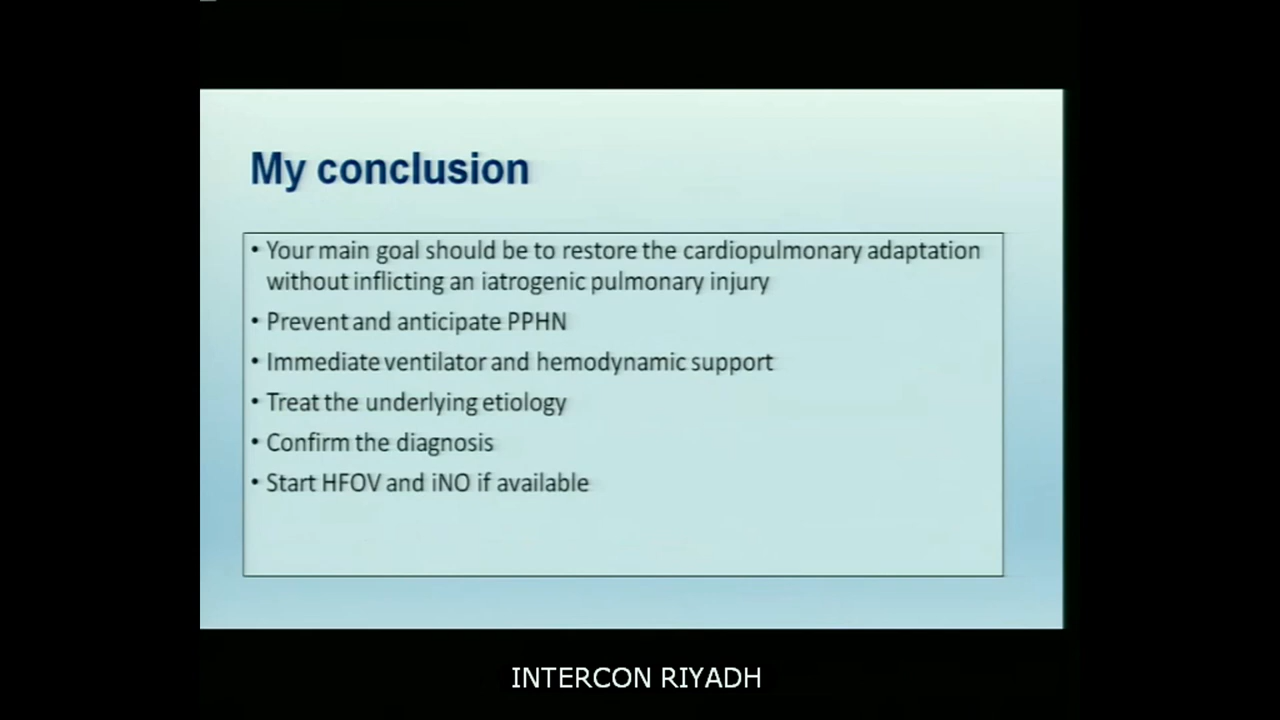 My conclusion
• Your main goal should be to restore the cardiopulmonary adaptation
without inflicting an iatrogenic pulmonary injury
• Prevent and anticipate PPHN
• Immediate ventilator and hemodynamic support
• Treat the underlying etiology
• Confirm the diagnosis
• Start HFOV and iNO if available
INTERCON RIYADH